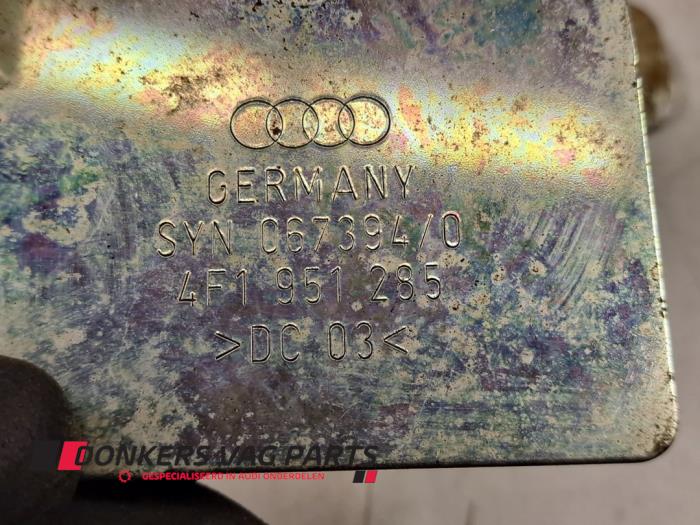 GERMANY
SYN 067394/0
4F1 951 285
>DC 03<
DONKERS VAG PARTS
GESPECIALISEERD IN AUDI ONDERDELEN